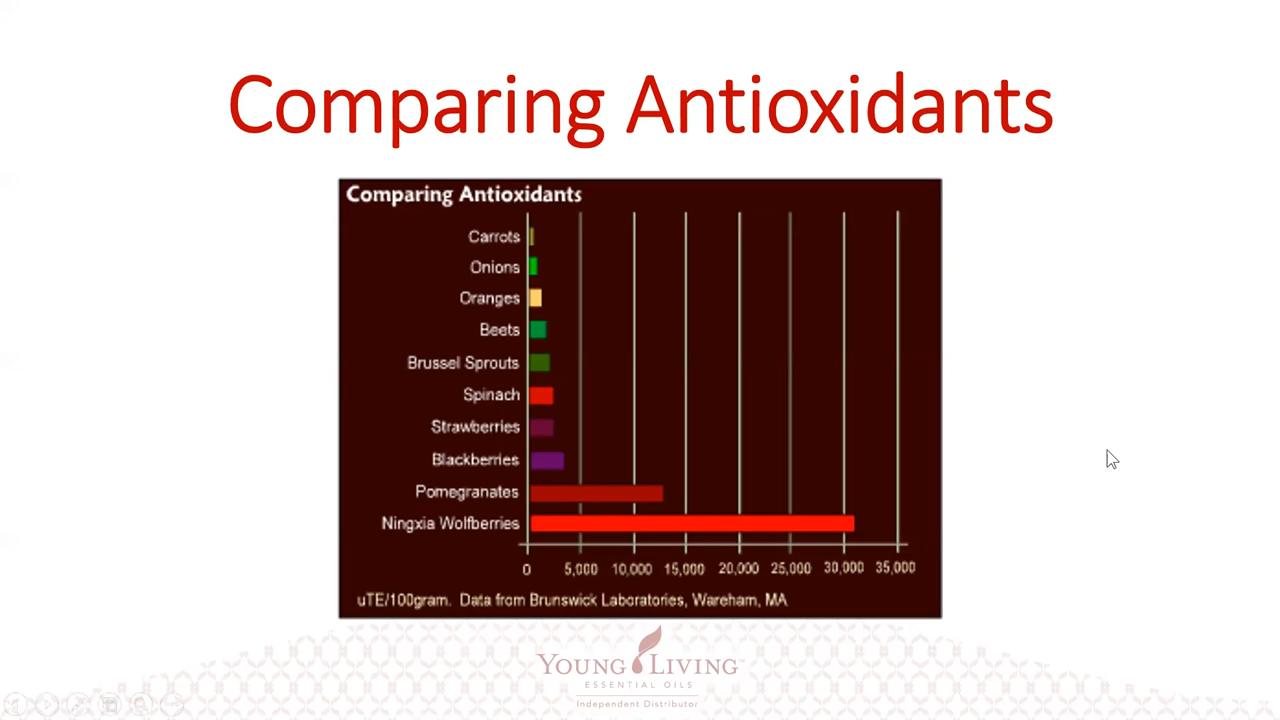 Comparing Antioxidants
Comparing Antioxidants
Carrots
Onions
Oranges
Beets
Brussel Sprouts
Spinach
Strawberries
Blackberries
Pomegranates
Ningxia Wolfberries
0 5,000 10,000 15,000 20,000 25,000 30,000 35,000
uTE/100gram. Data from Brunswick Laboratories, Wareham, MA
YOUNG LIVING™
ESSENTIAL OILS
Independent Distributor